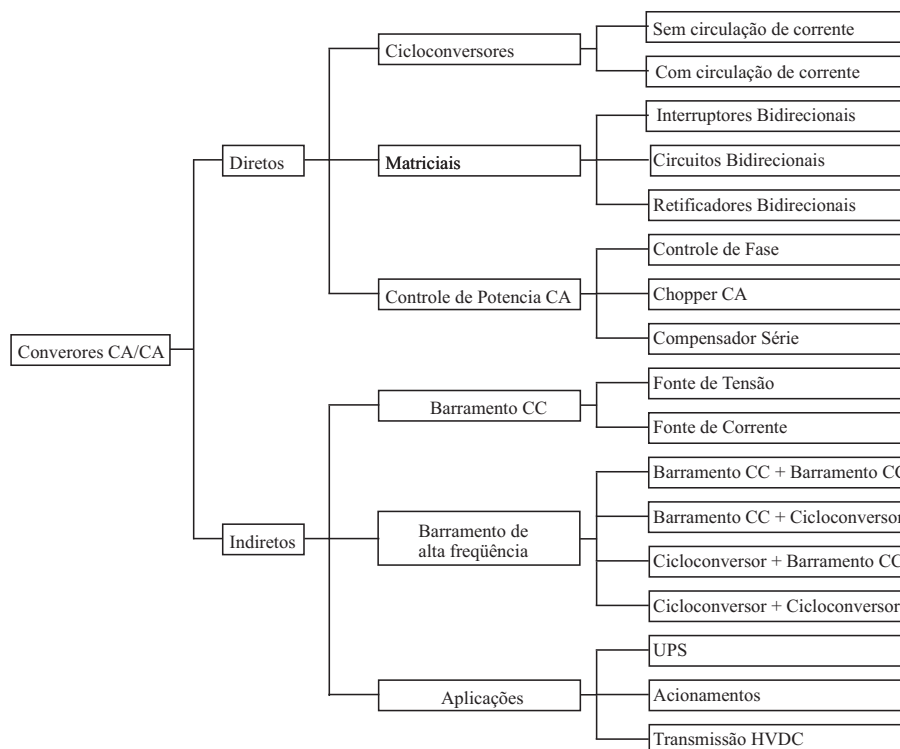 Sem circulação de corrente
Cicloconversores
Com circulação de corrente
Interruptores Bidirecionais
Diretos
Matriciais
Circuitos Bidirecionais
Retificadores Bidirecionais
Controle de Fase
Controle de Potencia CA
Chopper CA
Compensador Série
Converores CA/CA
Fonte de Tensão
Barramento CC
Fonte de Corrente
Barramento CC + Barramento CC
Barramento CC + Cicloconversor
Indiretos
Barramento de
alta freqüência
Cicloconversor + Barramento CC
Cicloconversor + Cicloconversor
UPS
Aplicações
Acionamentos
Transmissão HVDC